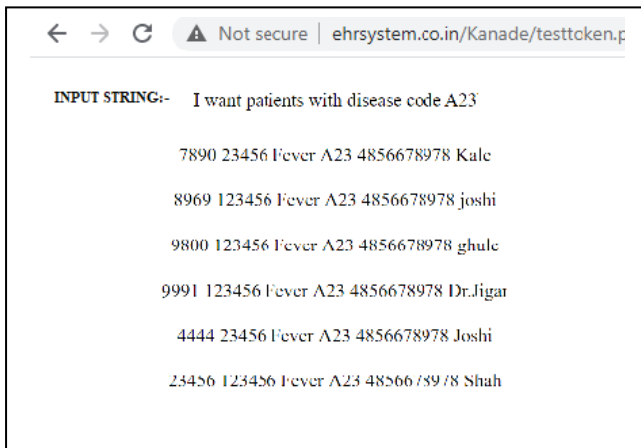 Not secure | ehrsystem.co.in/Kanade/testtoken.p
INPUT STRING:- I want patients with disease code A23
7890 23456 Fever A23 4856678978 Kale
8969 123456 Fever A23 4856678978 joshi
9800 123456 Fever A23 4856678978 ghule
9991 123456 Fever A23 4856678978 Dr.Jigar
4444 23456 Fever A23 4856678978 Joshi
23456 123456 Fever A23 4856678978 Shah